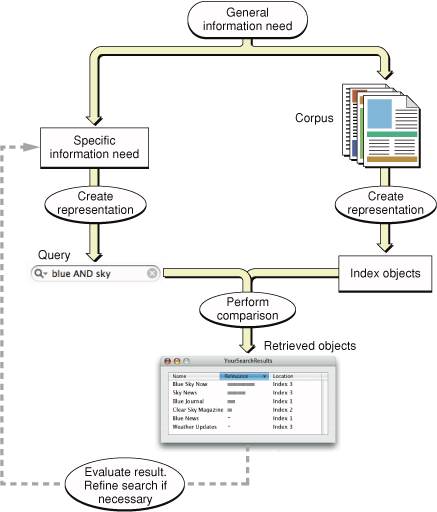 General
information need
Corpus
Specific
information need
Create
representation
Create
representation
Query
blue AND sky
Index objects
Perform
comparison
Retrieved objects
YourSearchResults
Name Relevance Location
Blue Sky Now Index 3
Sky News Index 3
Blue Journal Index 1
Clear Sky Magazine Index 2
Blue News Index 1
Weather Updates Index 3
Evaluate result.
Refine search if
necessary